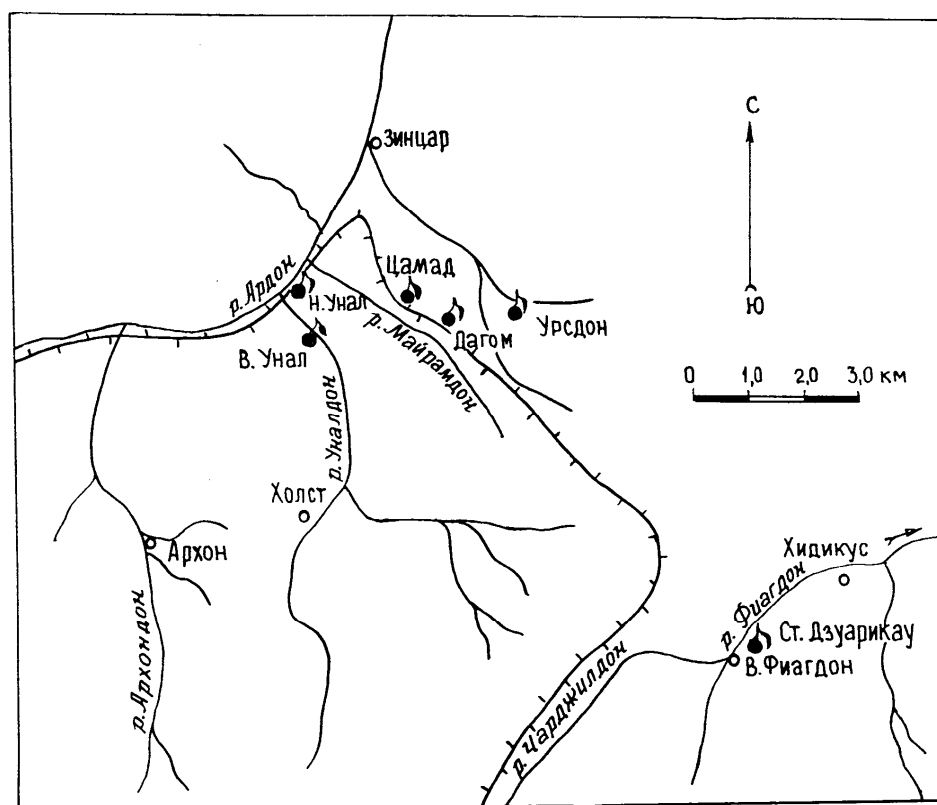 С
Зинцар
Ю
р. Ардон
Цамад
н. Унал
Дагом
Урсдон
В. Унал
р. Майрамдон
0 1,0 2,0 3,0 км
р. Уналдон
Холст
Архон
Хидикус
р. Фиагдон
Ст. Дзуарикау
В. Фиагдон
р. Архондон
р. Царджилдон